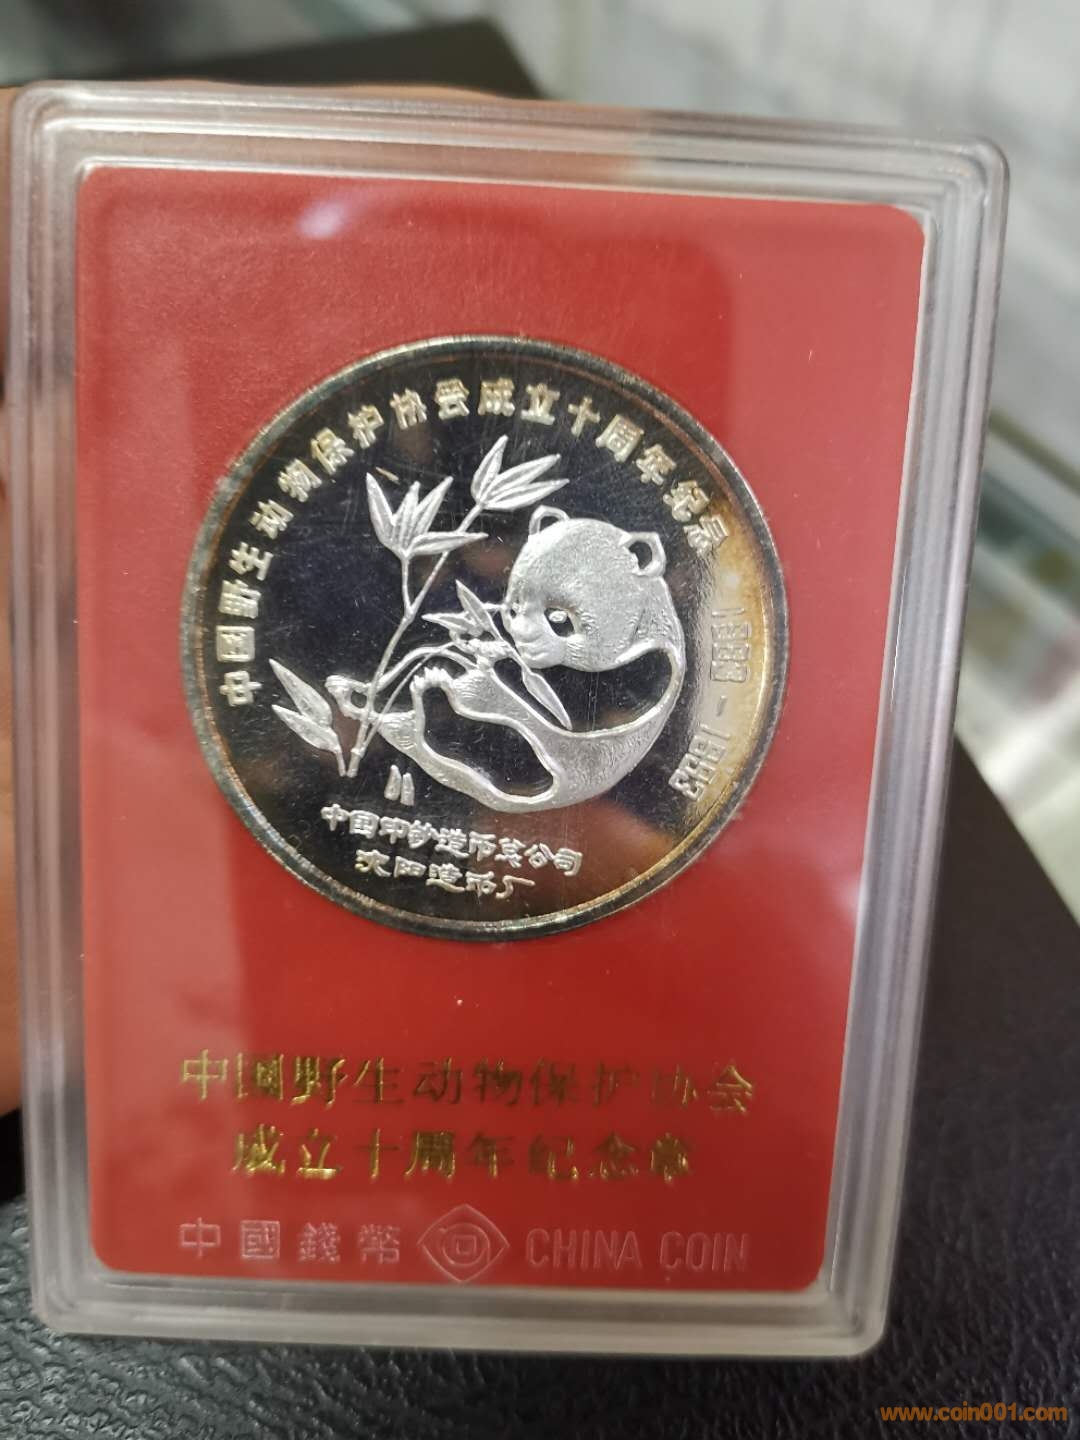 中国野生动物保护协会成立十周年纪念 1983-1993
中国印钞造币总公司
沈阳造币厂
中國野生动物保护协会
成立十周年纪念章
中國錢幣 CHINA COIN
www.coin001.com